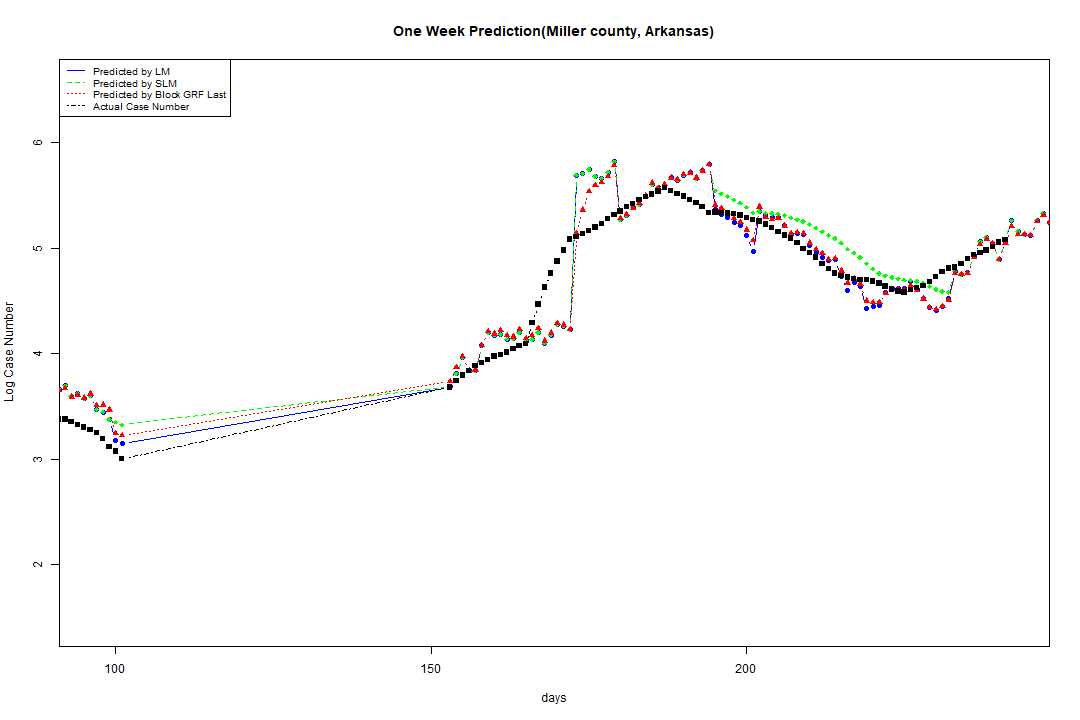 One Week Prediction(Miller county, Arkansas)
Predicted by LM
Predicted by SLM
Predicted by Block GRF Last
Actual Case Number
Log Case Number
6
5
4
3
2
100 150 200
days